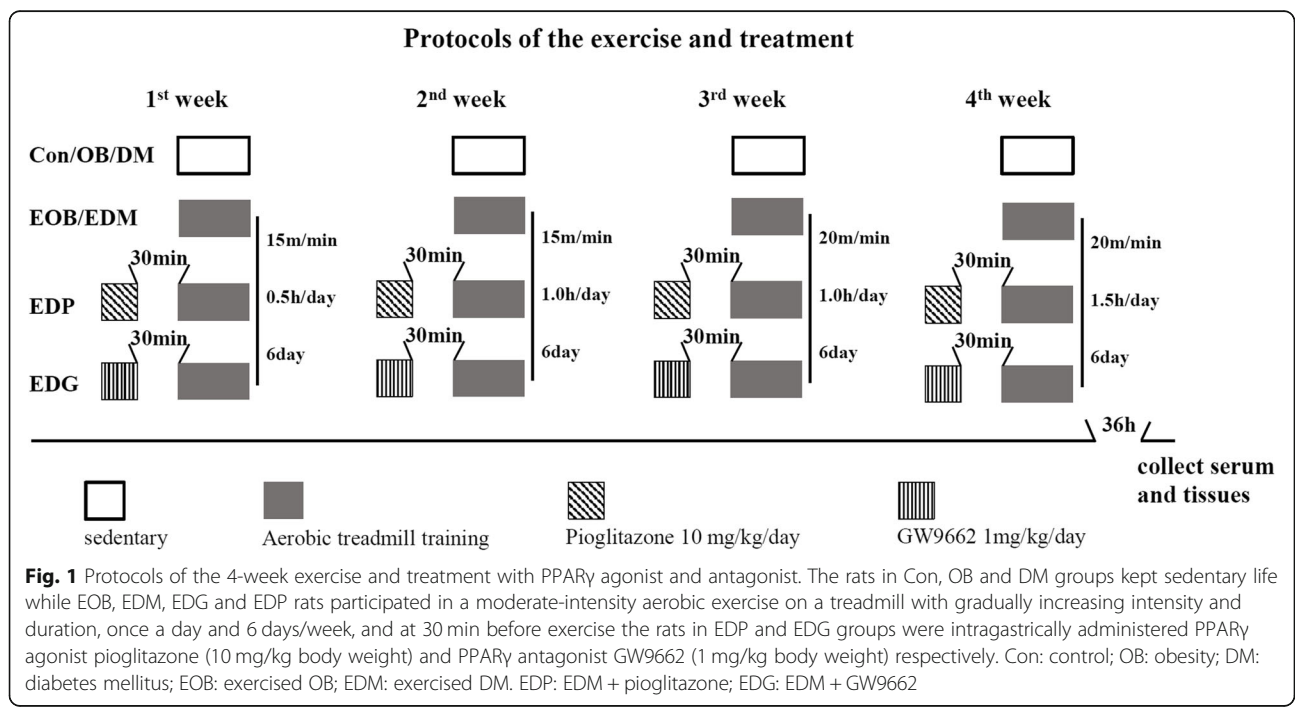 Protocols of the exercise and treatment
1st week 2nd week 3rd week 4th week
Con/OB/DM
EOB/EDM
15m/min 15m/min 20m/min 20m/min
30min 30min 30min 30min
EDP
0.5h/day 1.0h/day 1.0h/day 1.5h/day
30min 30min 30min 30min
6day 6day 6day 6day
EDG
36h
collect serum
and tissues
sedentary Aerobic treadmill training Pioglitazone 10 mg/kg/day GW9662 1mg/kg/day
Fig. 1 Protocols of the 4-week exercise and treatment with PPARγ agonist and antagonist. The rats in Con, OB and DM groups kept sedentary life
while EOB, EDM, EDG and EDP rats participated in a moderate-intensity aerobic exercise on a treadmill with gradually increasing intensity and
duration, once a day and 6 days/week, and at 30 min before exercise the rats in EDP and EDG groups were intragastrically administered PPARγ
agonist pioglitazone (10 mg/kg body weight) and PPARγ antagonist GW9662 (1 mg/kg body weight) respectively. Con: control; OB: obesity; DM:
diabetes mellitus; EOB: exercised OB; EDM: exercised DM. EDP: EDM + pioglitazone; EDG: EDM + GW9662